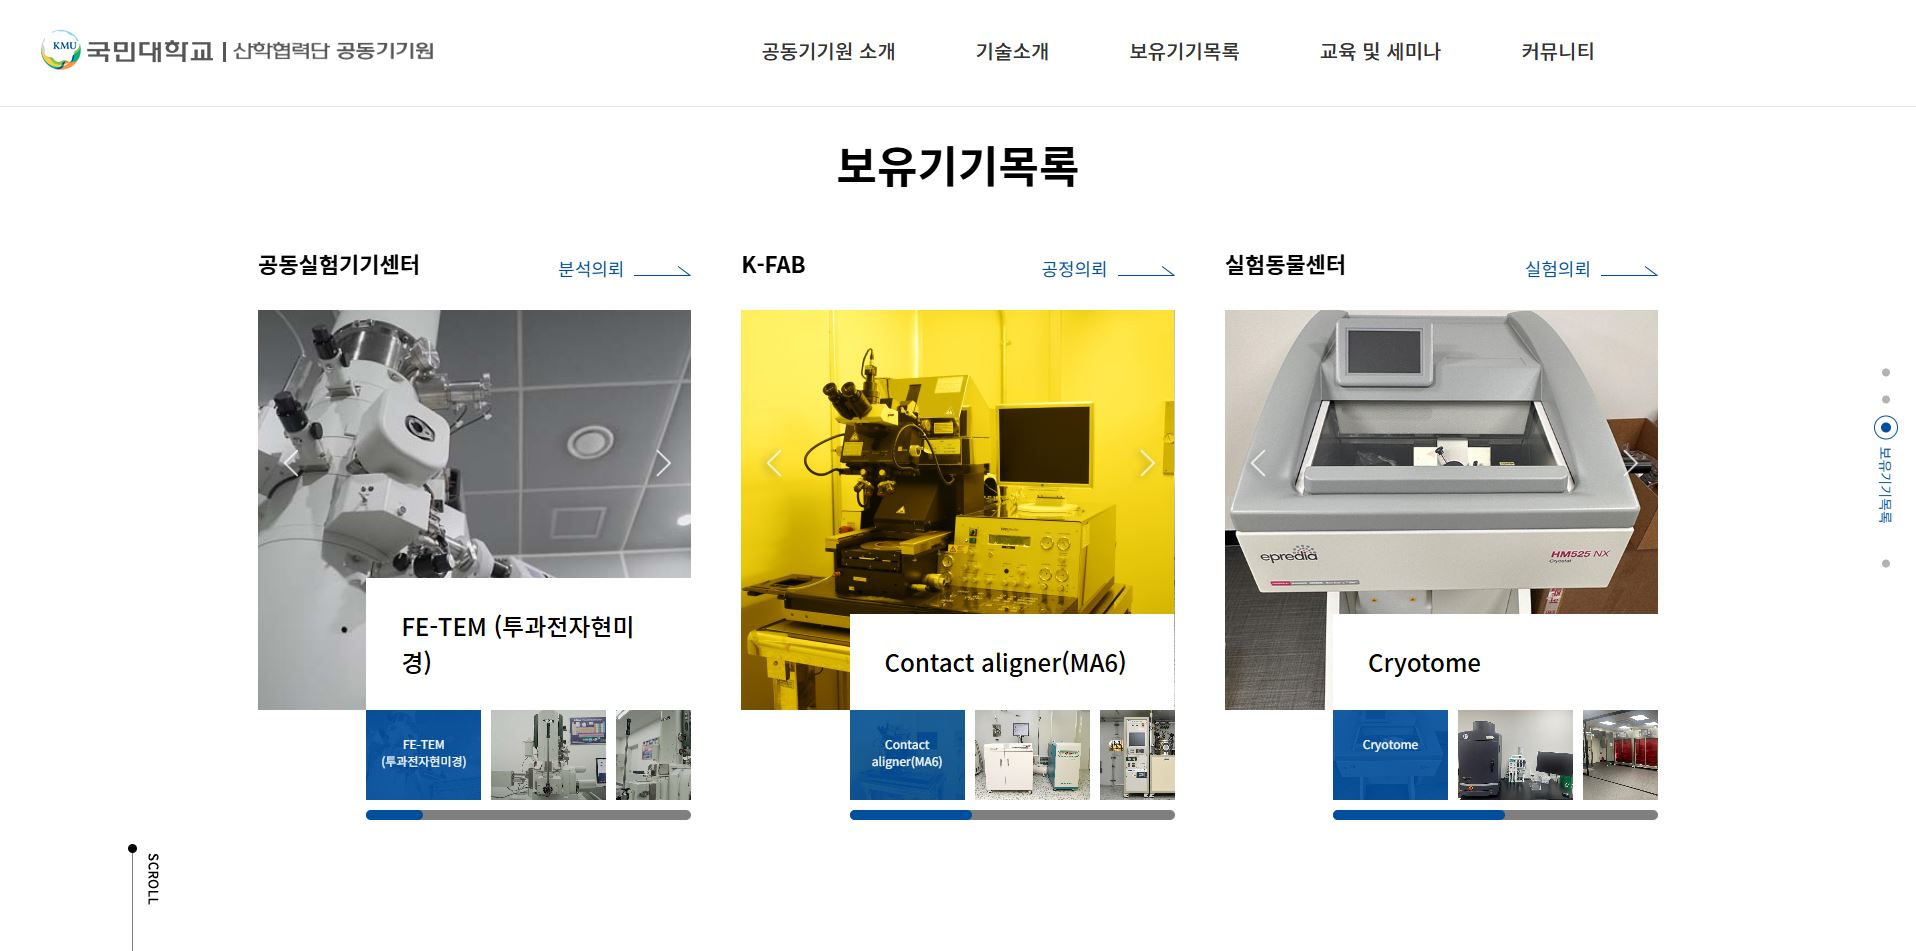 KMU 국민대학교 | 산학협력단 공동기기원
공동기기원 소개
기술소개
보유기기목록
교육 및 세미나
커뮤니티
보유기기목록
공동실험기기센터
분석의뢰
FE-TEM (투과전자현미
경)
FE-TEM
(투과전자현미경)
K-FAB
공정의뢰
Contact aligner(MA6)
Contact
aligner(MA6)
실험동물센터
실험의뢰
epredia
HM525 NX
Cryostat
Cryotome
Cryotome
보유기기목록
SCROLL